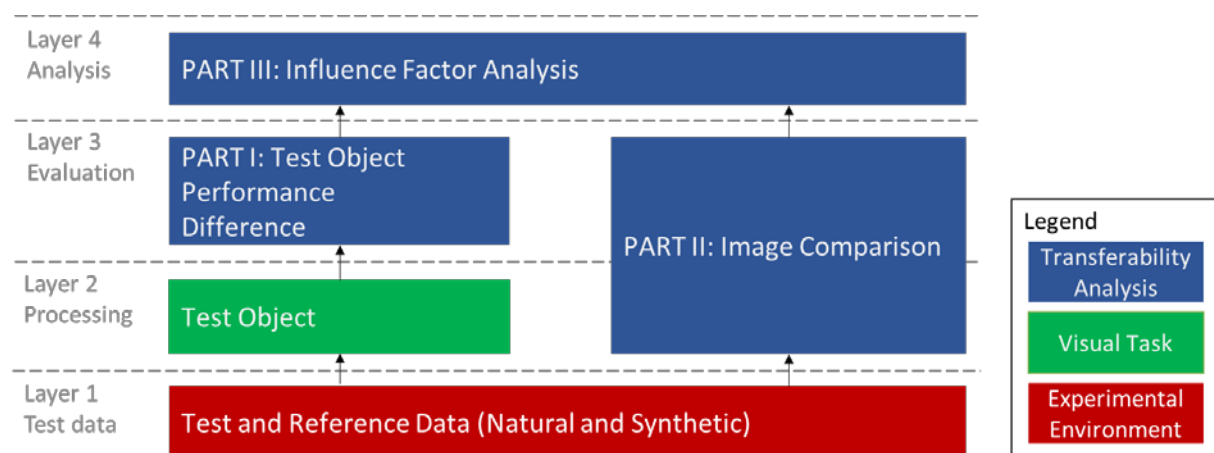 Layer 4
Analysis
PART III: Influence Factor Analysis
Layer 3
Evaluation
PART I: Test Object
Performance
Difference
PART II: Image Comparison
Layer 2
Processing
Test Object
Layer 1
Test data
Test and Reference Data (Natural and Synthetic)
Legend
Transferability
Analysis
Visual Task
Experimental
Environment